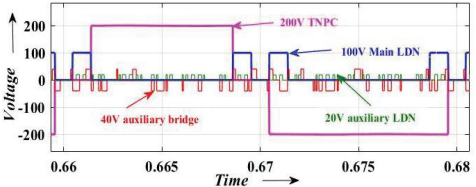 200V TNPC
100V Main LDN
40V auxiliary bridge
20V auxiliary LDN
Voltage
200
100
0
-100
-200
0.66 0.665 0.67 0.675 0.68
Time